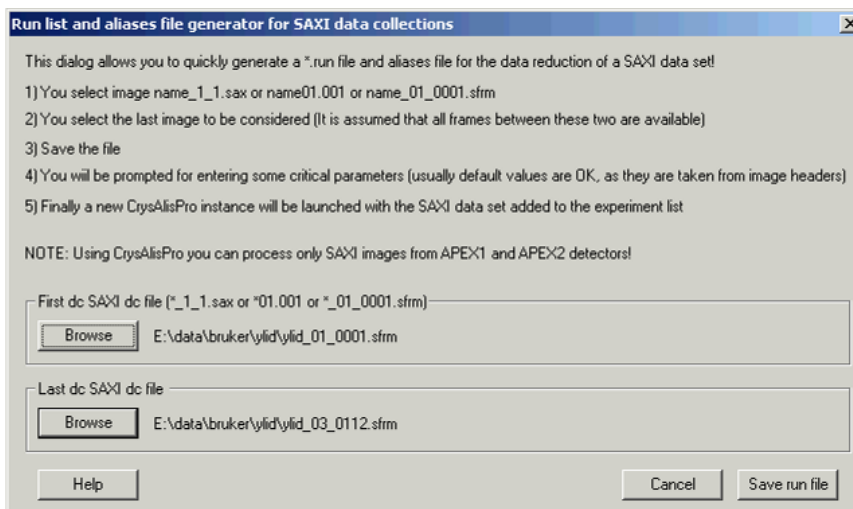 Run list and aliases file generator for SAXI data collections
This dialog allows you to quickly generate a *.run file and aliases file for the data reduction of a SAXI data set!
1) You select image name_1_1.sax or name01.001 or name_01_0001.sfrm
2) You select the last image to be considered (It is assumed that all frames between these two are available)
3) Save the file
4) You will be prompted for entering some critical parameters (usually default values are OK, as they are taken from image headers)
5) Finally a new CrysAlisPro instance will be launched with the SAXI data set added to the experiment list
NOTE: Using CrysAlisPro you can process only SAXI images from APEX1 and APEX2 detectors!
First dc SAXI dc file (*_1_1.sax or *01.001 or *_01_0001.sfrm)
Browse E:\data\bruker\ylid\ylid_01_0001.sfrm
Last dc SAXI dc file
Browse E:\data\bruker\ylid\ylid_03_0112.sfrm
Help Cancel Save run file